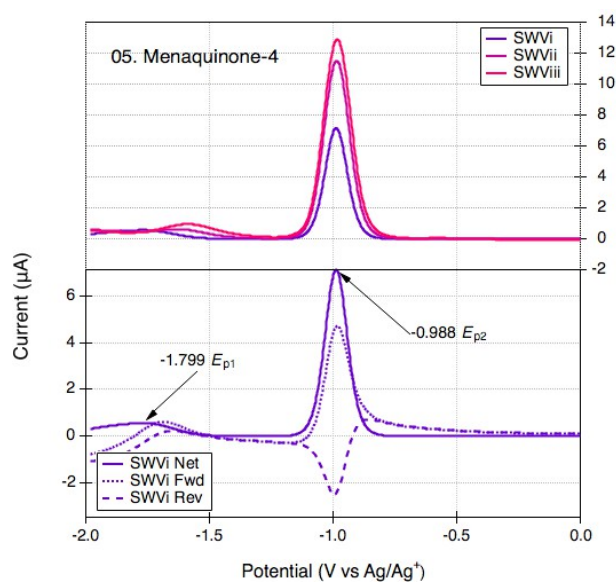 05. Menaquinone-4
SWVi
SWVii
SWViii
14
12
10
8
6
4
2
0
-2
Current (µA)
6
4
2
0
-2
-1.799 Ep1
-0.988 Ep2
SWVi Net
SWVi Fwd
SWVi Rev
-2.0 -1.5 -1.0 -0.5 0.0
Potential (V vs Ag/Ag+)